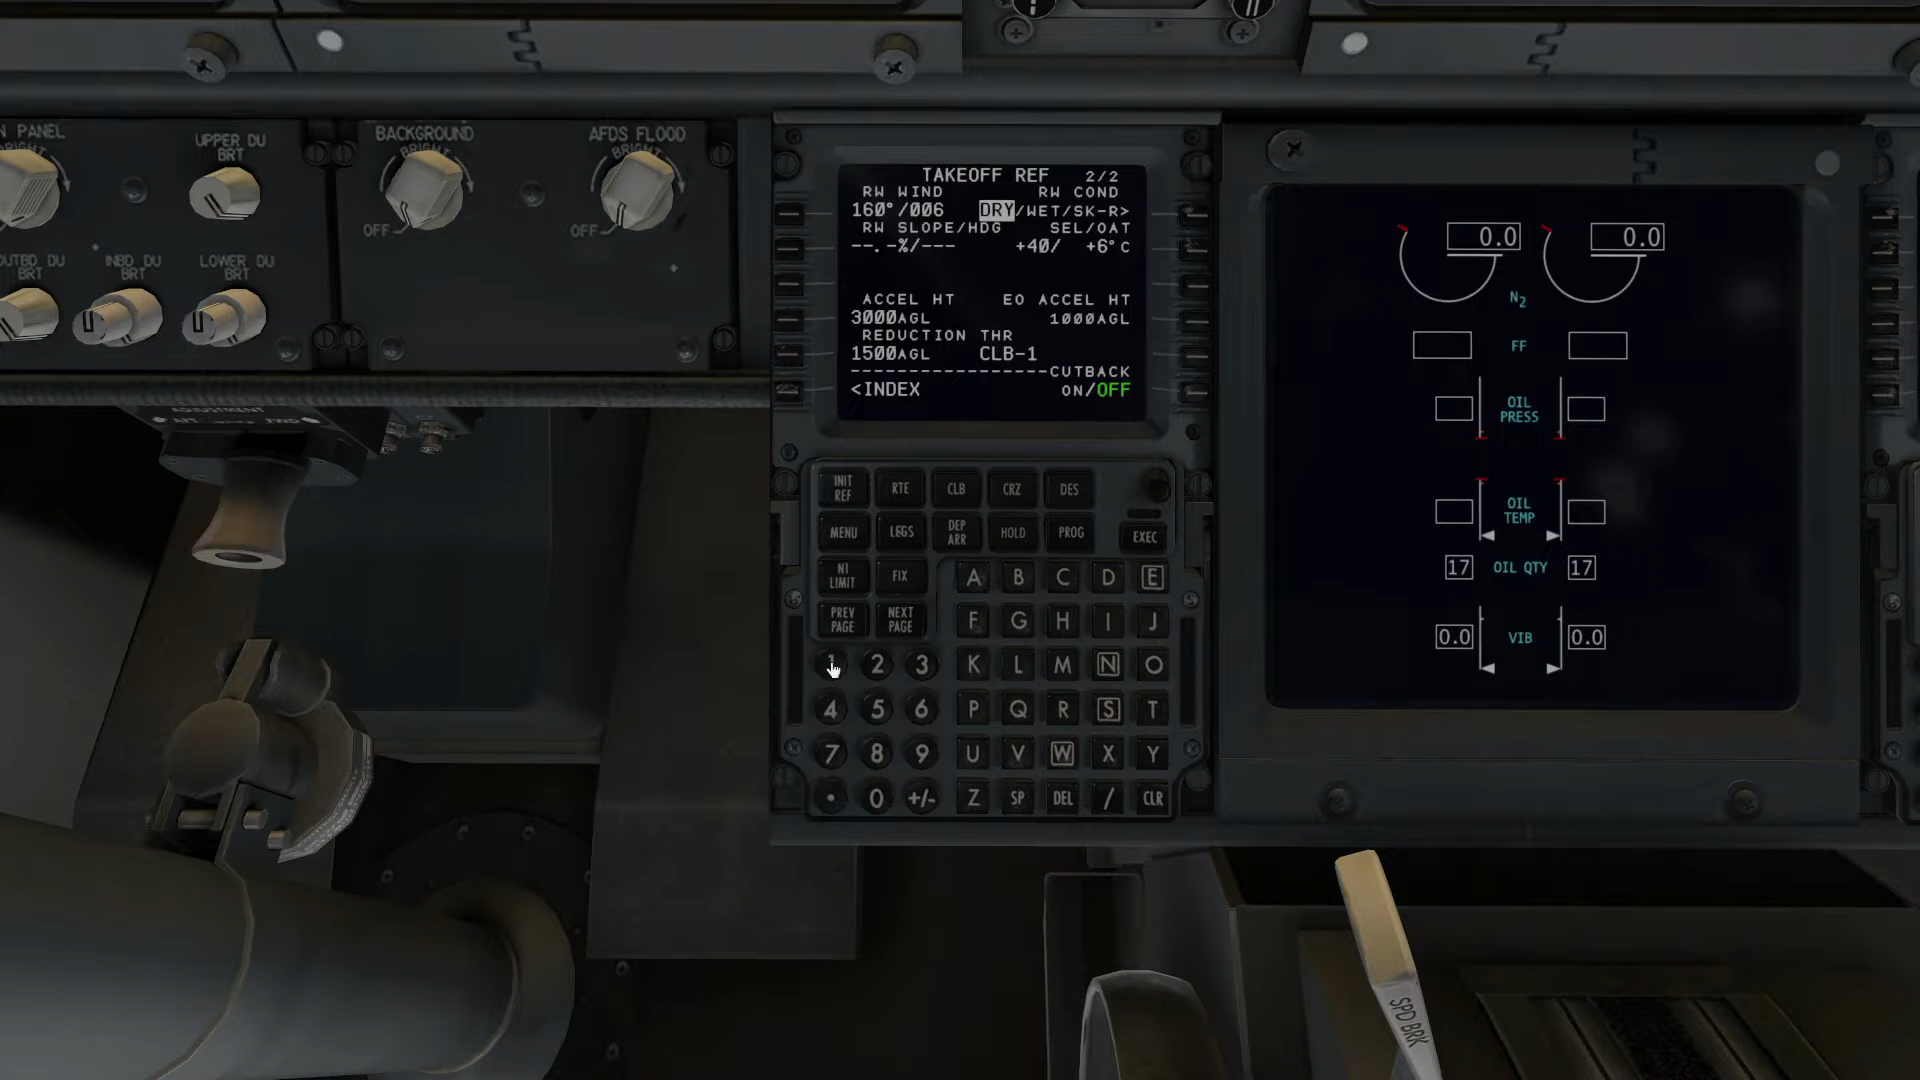 N PANEL
BRIGHT
UPPER DU
BRT
BACKGROUND
BRIGHT
OFF
AFDS FLOOD
BRIGHT
OFF
OUTBD DU
BRT
INBD DU
BRT
LOWER DU
BRT
ADJUSTMENT
AFT FWD
TAKEOFF REF 2/2
RW WIND RW COND
160°/006 DRY/WET/SK-R>
RW SLOPE/HDG SEL/OAT
--.-%/--- +40/ +6°C
ACCEL HT EO ACCEL HT
3000AGL 1000AGL
REDUCTION THR
1500AGL CLB-1
----------------CUTBACK
<INDEX ON/OFF
INIT REF RTE CLB CRZ DES
MENU LEGS DEP ARR HOLD PROG EXEC
N1 LIMIT FIX A B C D E
PREV PAGE NEXT PAGE F G H I J
1 2 3 K L M N O
4 5 6 P Q R S T
7 8 9 U V W X Y
. 0 +/- Z SP DEL / CLR
0.0 0.0
N2
FF
OIL
PRESS
OIL
TEMP
17 OIL QTY 17
0.0 VIB 0.0
SPD BRK